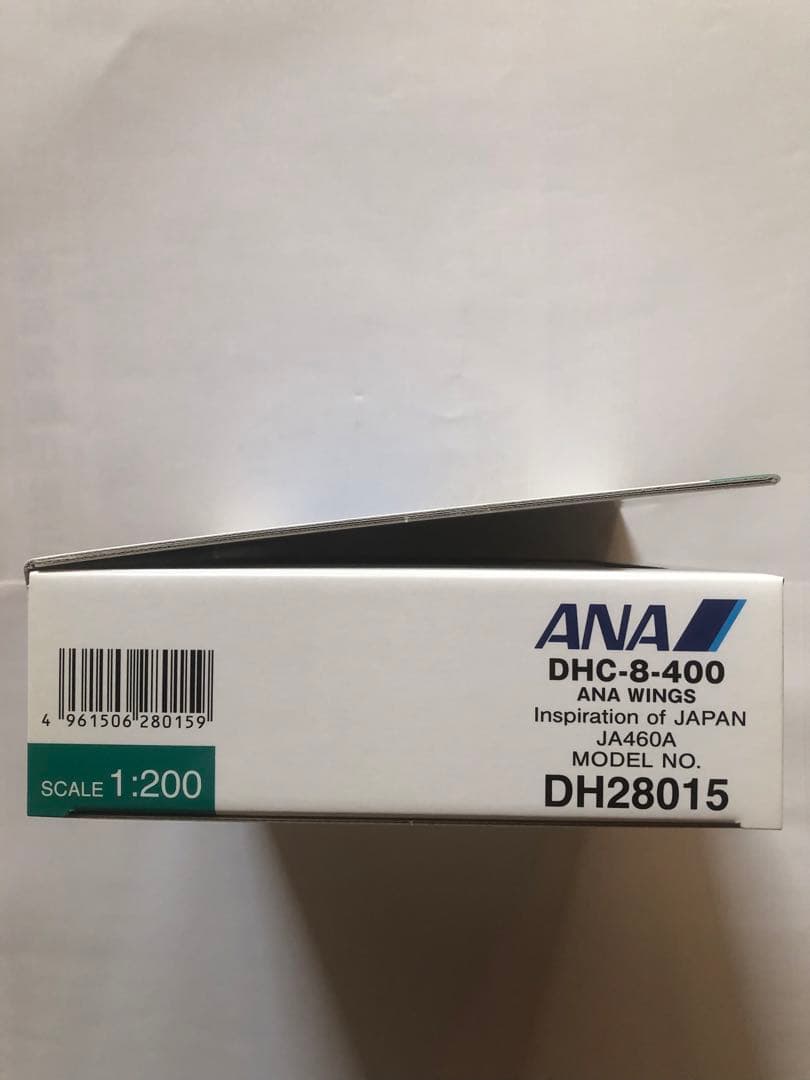 ANA
DHC-8-400
ANA WINGS
Inspiration of JAPAN
JA460A
MODEL NO.
DH28015
4 961506 280159
SCALE 1:200